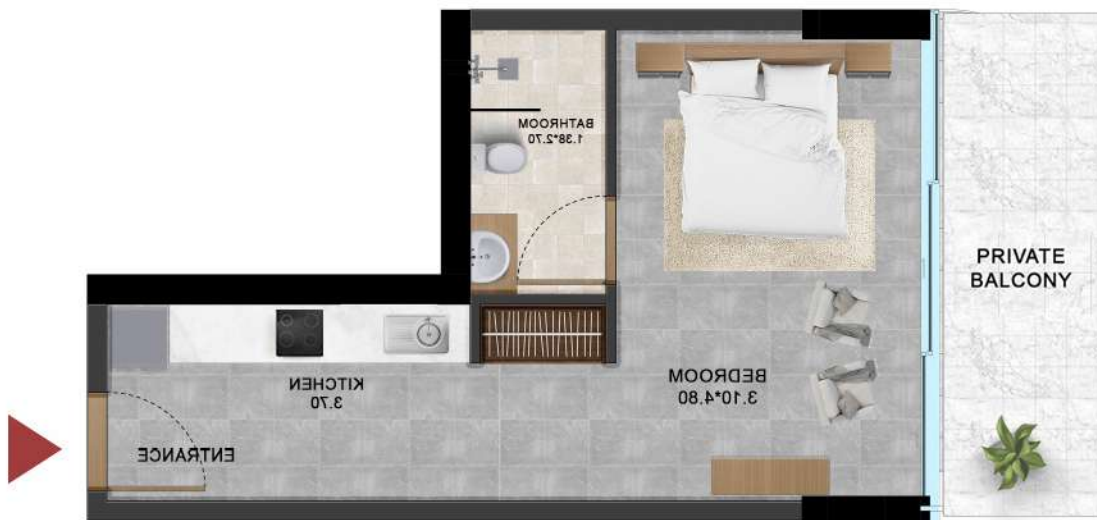 BATHROOM
1.38*2.70
PRIVATE
BALCONY
BEDROOM
3.10*4.80
KITCHEN
3.70
ENTRANCE